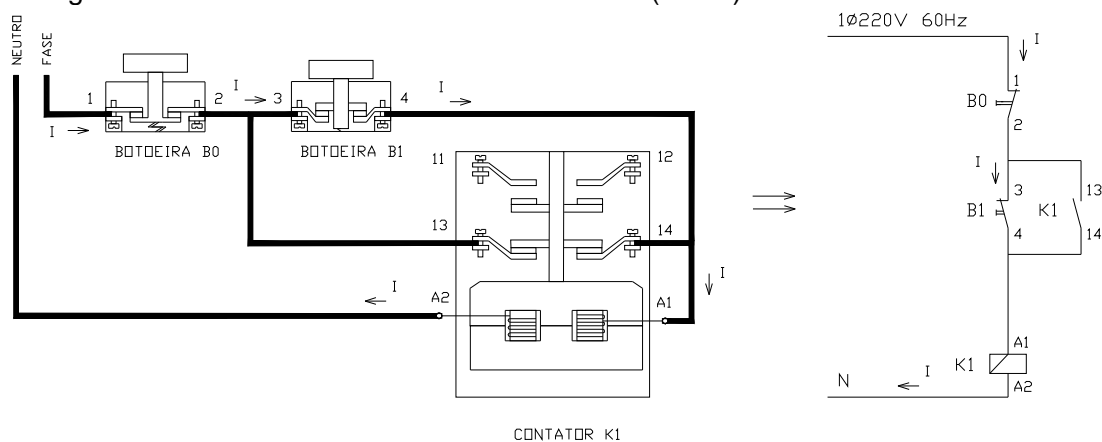 NEUTRO
FASE
1
2
3
4
I
I
I
BOTOEIRA B0
BOTOEIRA B1
11
12
13
14
I
I
A2
A1
CONTATOR K1
1Ø220V 60Hz
I
1
B0
2
I
3
13
B1
K1
4
14
A1
K1
I
N
A2